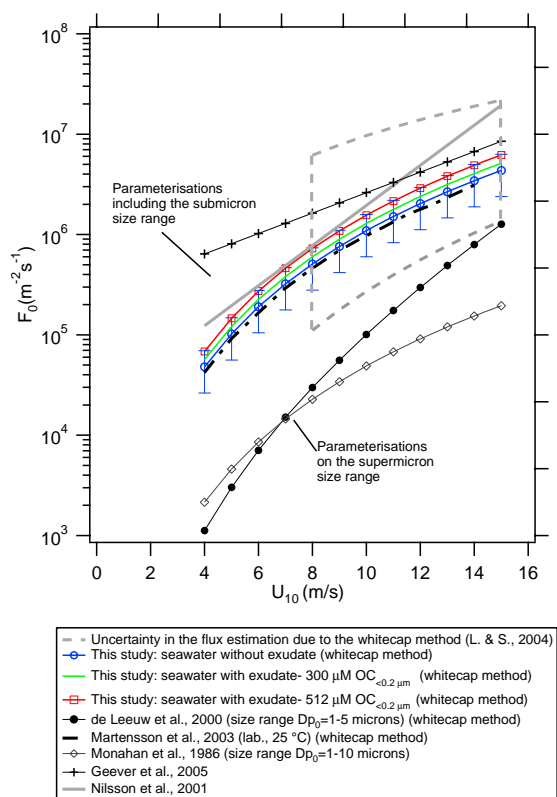 10^8
10^7
10^6
10^5
10^4
10^3
F_0(m^-2 s^-1)
Parameterisations
including the submicron
size range
Parameterisations
on the supermicron
size range
0 2 4 6 8 10 12 14 16
U_10 (m/s)
Uncertainty in the flux estimation due to the whitecap method (L. & S., 2004)
This study: seawater without exudate (whitecap method)
This study: seawater with exudate- 300 µM OC_<0.2 µm (whitecap method)
This study: seawater with exudate- 512 µM OC_<0.2 µm (whitecap method)
de Leeuw et al., 2000 (size range Dp_0=1-5 microns) (whitecap method)
Martensson et al., 2003 (lab., 25 °C) (whitecap method)
Monahan et al., 1986 (size range Dp_0=1-10 microns)
Geever et al., 2005
Nilsson et al., 2001